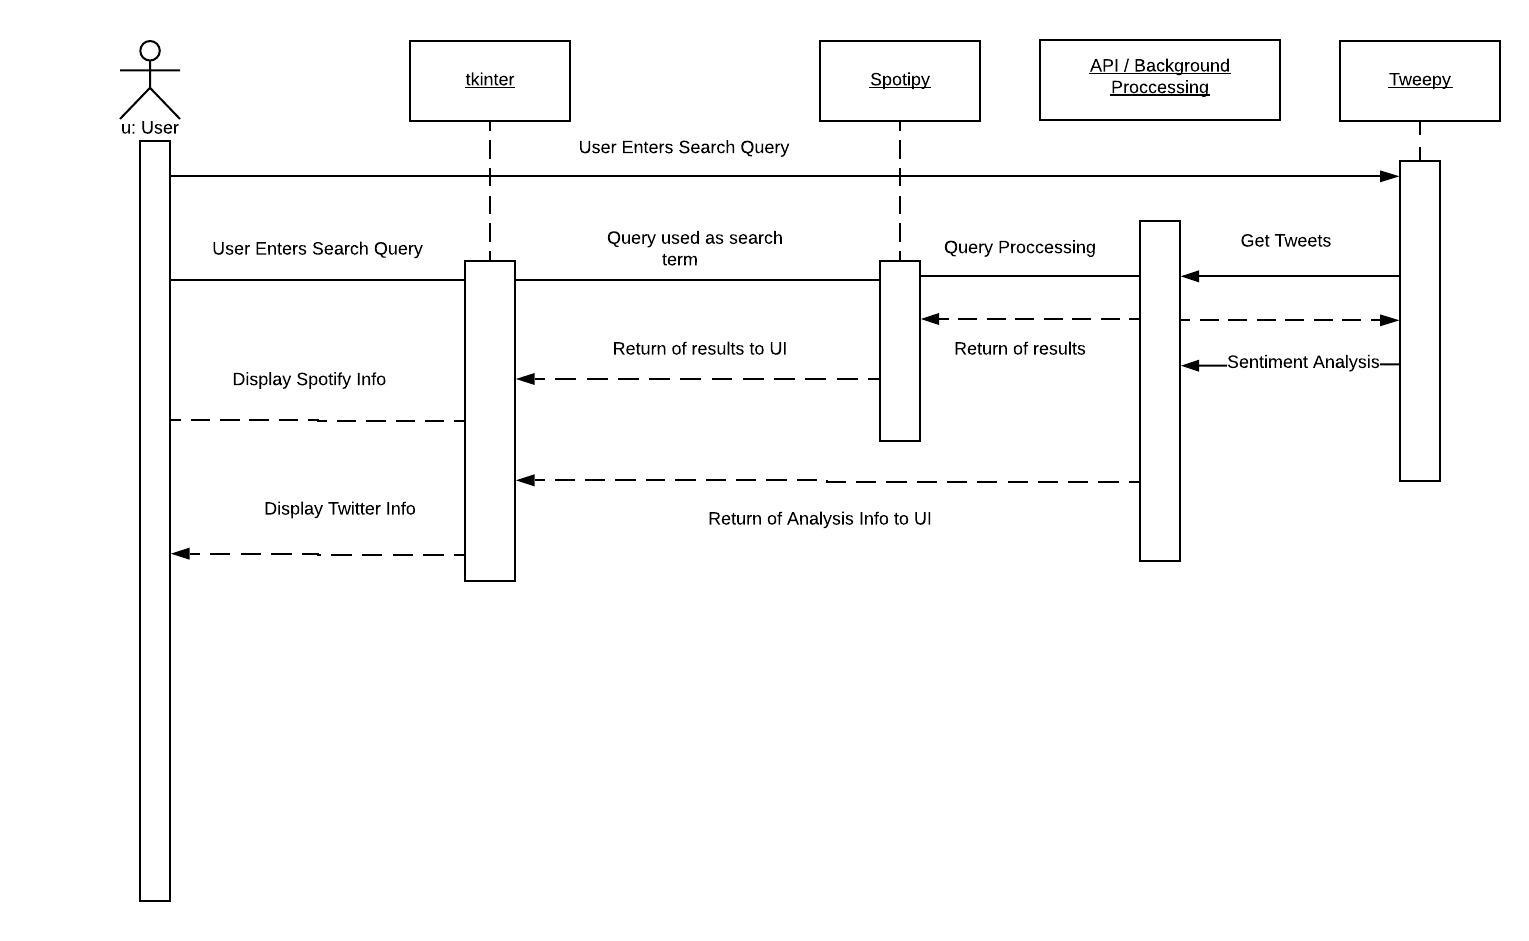 tkinter
Spotipy
API / Background
Proccessing
Tweepy
u: User
User Enters Search Query
User Enters Search Query
Query used as search
term
Query Proccessing
Get Tweets
Return of results to UI
Return of results
Sentiment Analysis
Display Spotify Info
Display Twitter Info
Return of Analysis Info to UI